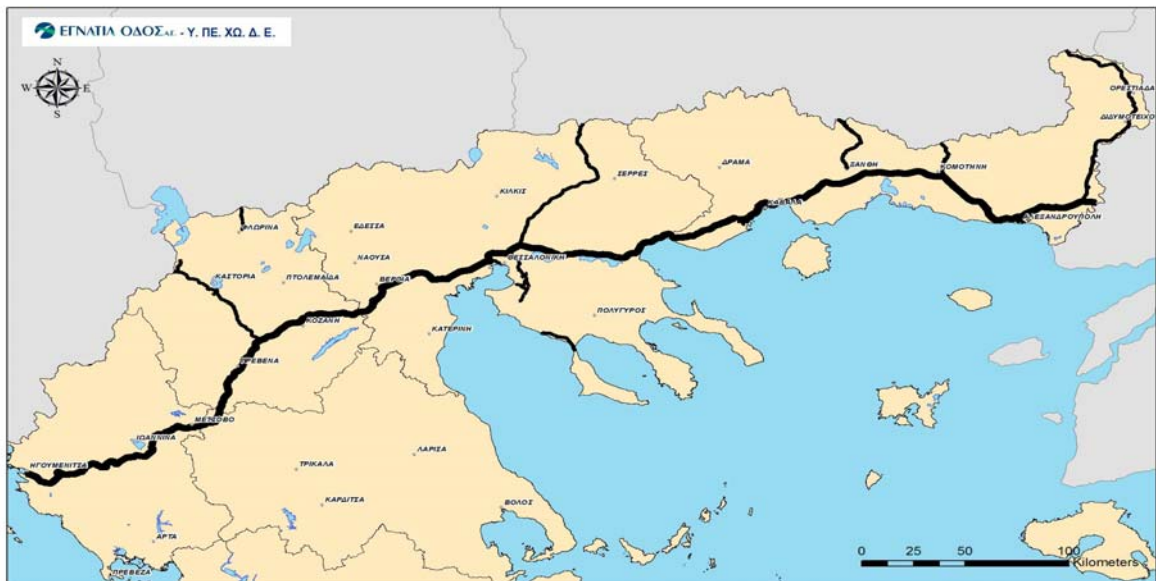 ΕΓΝΑΤΙΑ ΟΔΟΣ Α.Ε. - Υ. ΠΕ. ΧΩ. Δ. Ε.
N
W E
S
ΟΡΕΣΤΙΑΔΑ
ΔΙΔΥΜΟΤΕΙΧΟ
ΔΡΑΜΑ
ΞΑΝΘΗ
ΚΟΜΟΤΗΝΗ
ΣΕΡΡΕΣ
ΚΙΛΚΙΣ
ΚΑΒΑΛΑ
ΑΛΕΞΑΝΔΡΟΥΠΟΛΗ
ΦΛΩΡΙΝΑ
ΕΔΕΣΣΑ
ΝΑΟΥΣΑ
ΘΕΣΣΑΛΟΝΙΚΗ
ΚΑΣΤΟΡΙΑ
ΠΤΟΛΕΜΑΪΔΑ
ΒΕΡΟΙΑ
ΠΟΛΥΓΥΡΟΣ
ΚΟΖΑΝΗ
ΚΑΤΕΡΙΝΗ
ΓΡΕΒΕΝΑ
ΜΕΤΣΟΒΟ
ΙΩΑΝΝΙΝΑ
ΛΑΡΙΣΑ
ΗΓΟΥΜΕΝΙΤΣΑ
ΤΡΙΚΑΛΑ
ΚΑΡΔΙΤΣΑ
ΒΟΛΟΣ
ΑΡΤΑ
ΠΡΕΒΕΖΑ
0 25 50 100
Kilometers